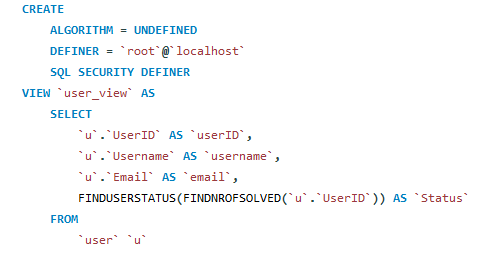 CREATE
ALGORITHM = UNDEFINED
DEFINER = `root`@`localhost`
SQL SECURITY DEFINER
VIEW `user_view` AS
SELECT
`u`.`UserID` AS `userID`,
`u`.`Username` AS `username`,
`u`.`Email` AS `email`,
FINDUSERSTATUS(FINDNROFSOLVED(`u`.`UserID`)) AS `Status`
FROM
`user` `u`